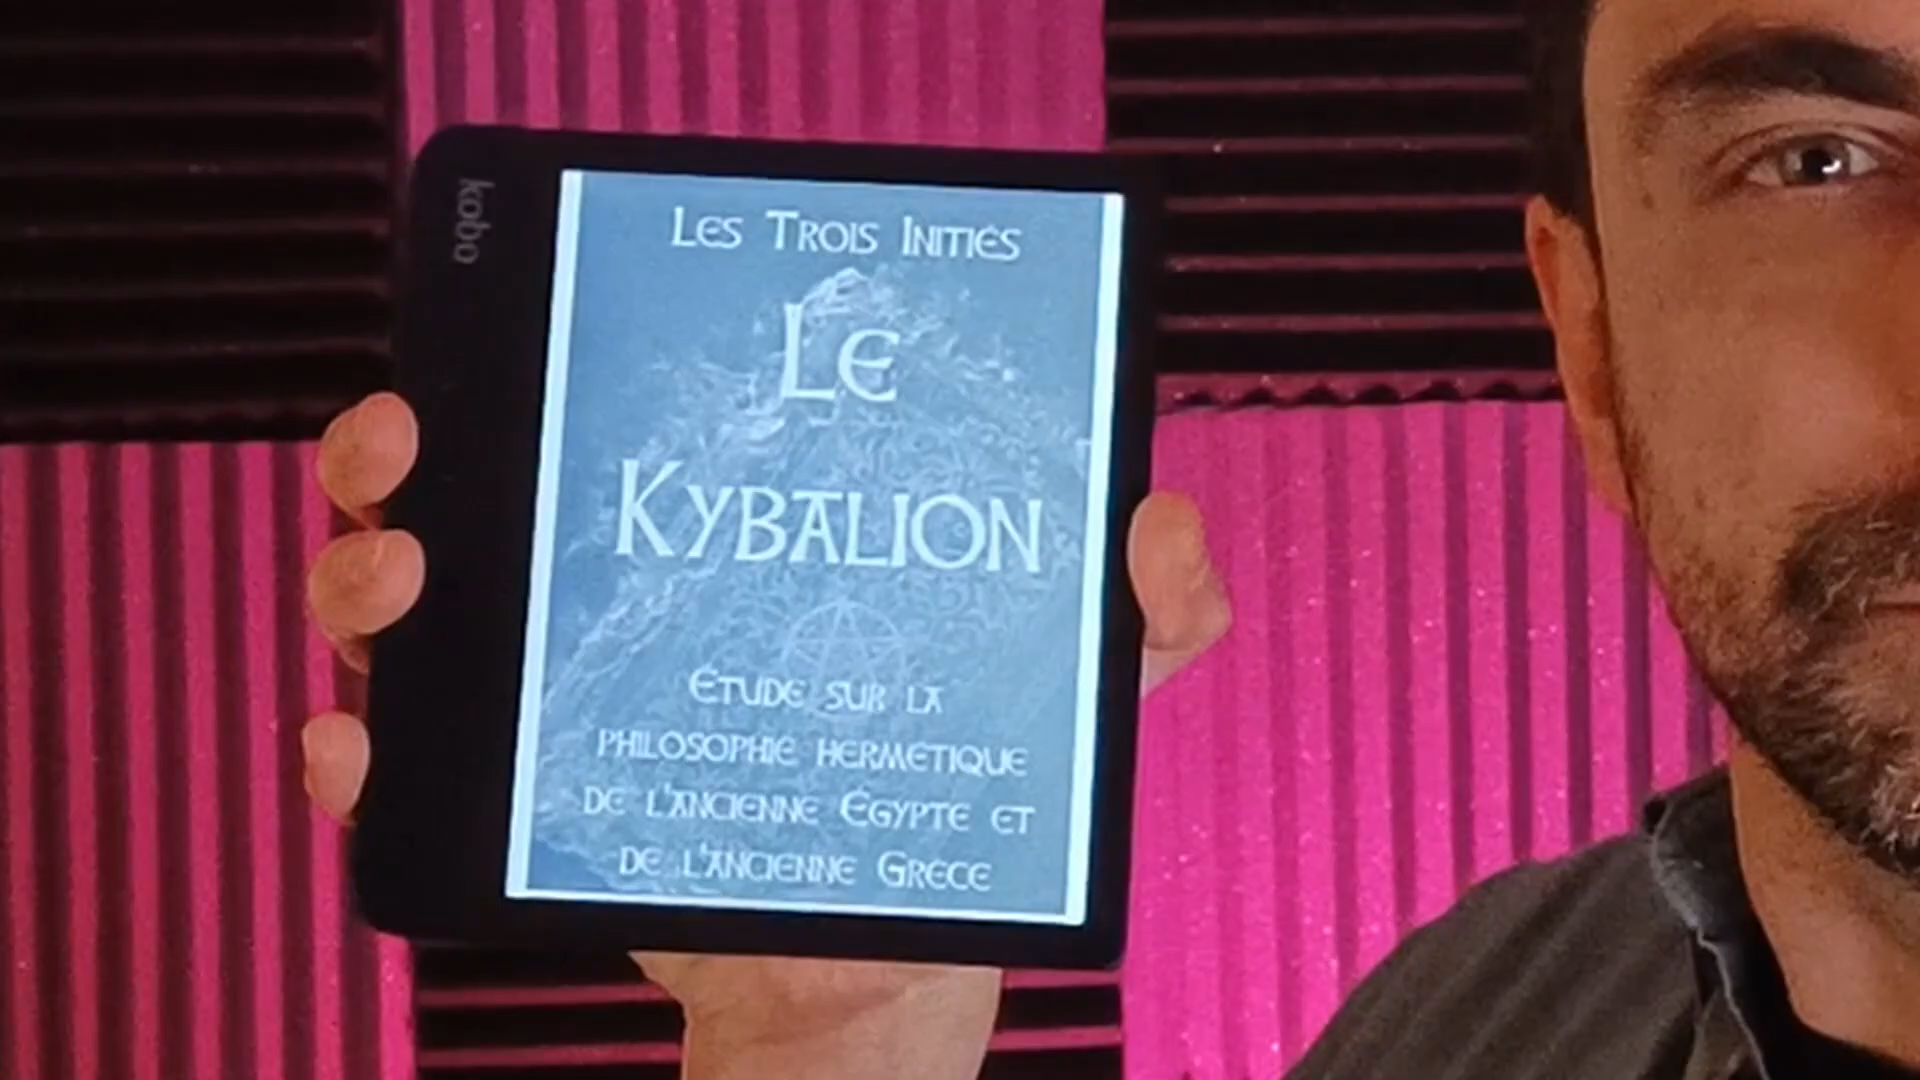 kobo
Les Trois Initiés
Le
Kybalion
Étude sur la
philosophie hermétique
de l'ancienne Égypte et
de l'ancienne Grèce